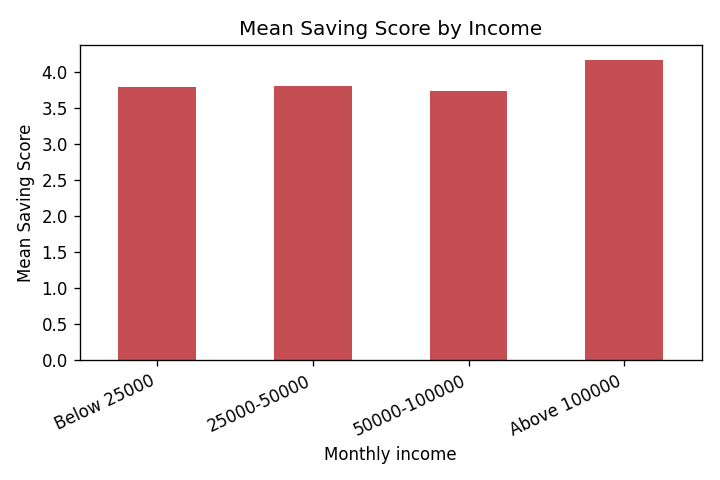 Mean Saving Score by Income
Mean Saving Score
4.0
3.5
3.0
2.5
2.0
1.5
1.0
0.5
0.0
Below 25000
25000-50000
50000-100000
Above 100000
Monthly income